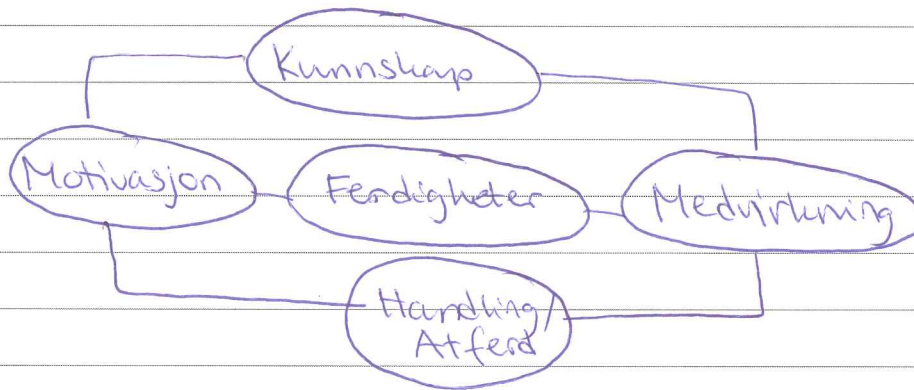 Kunnskap
Motivasjon
Ferdigheter
Medvirkning
Handling/
Atferd